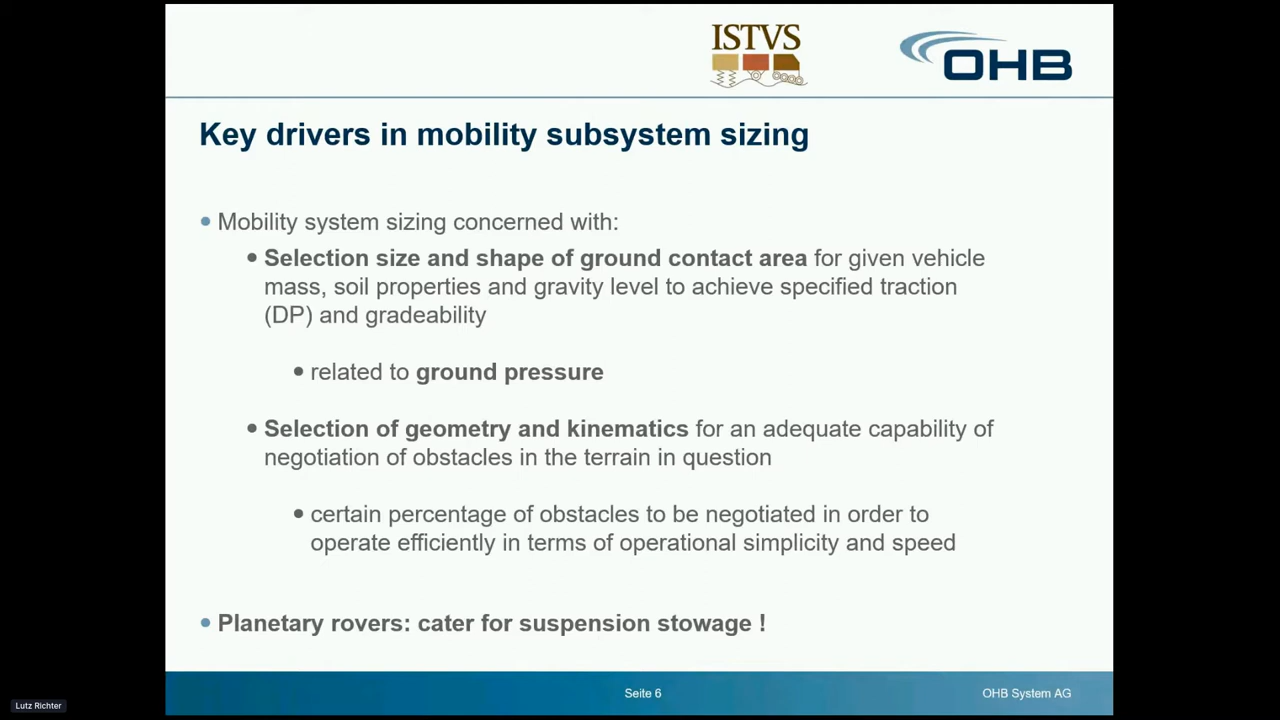 ISTVS
OHB
Key drivers in mobility subsystem sizing
• Mobility system sizing concerned with:
• Selection size and shape of ground contact area for given vehicle
mass, soil properties and gravity level to achieve specified traction
(DP) and gradeability
• related to ground pressure
• Selection of geometry and kinematics for an adequate capability of
negotiation of obstacles in the terrain in question
• certain percentage of obstacles to be negotiated in order to
operate efficiently in terms of operational simplicity and speed
• Planetary rovers: cater for suspension stowage !
Seite 6
OHB System AG
Lutz Richter